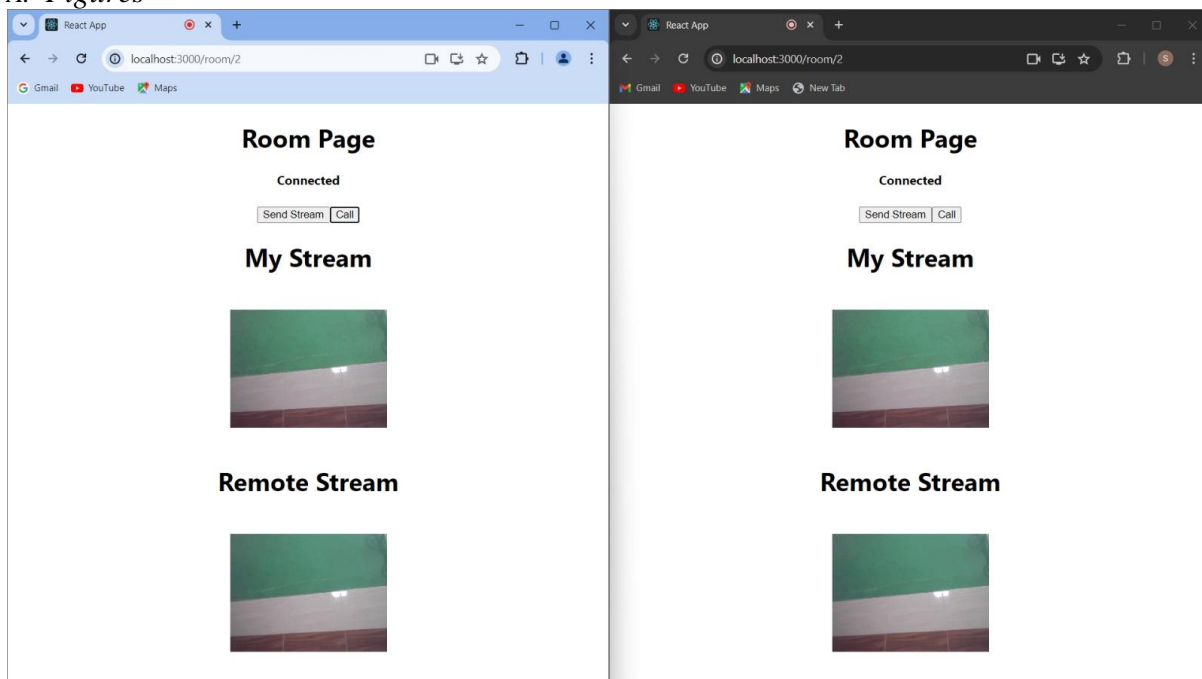 A. Figures
React App
localhost:3000/room/2
Gmail YouTube Maps
Room Page
Connected
Send Stream Call
My Stream
Remote Stream
React App
localhost:3000/room/2
S
Gmail YouTube Maps New Tab
Room Page
Connected
Send Stream Call
My Stream
Remote Stream